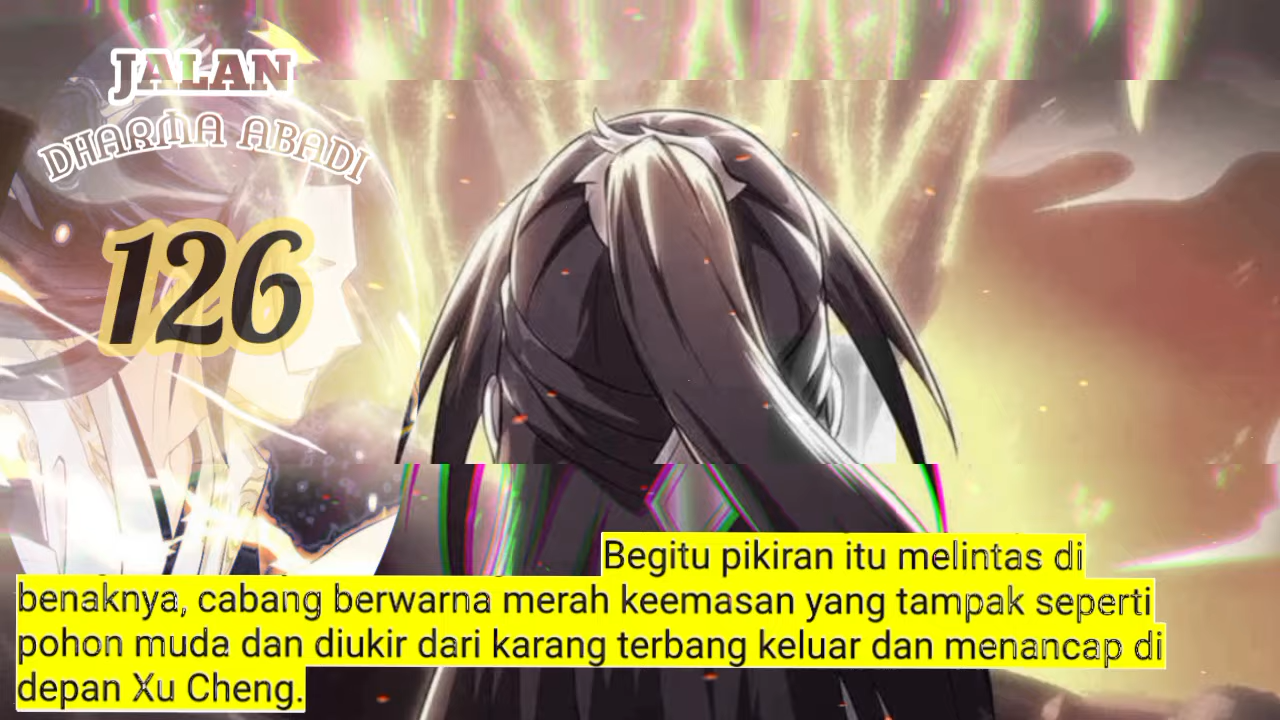 JALAN
DHARMA ABADI
126
Begitu pikiran itu melintas di
benaknya, cabang berwarna merah keemasan yang tampak seperti
pohon muda dan diukir dari karang terbang keluar dan menancap di
depan Xu Cheng.